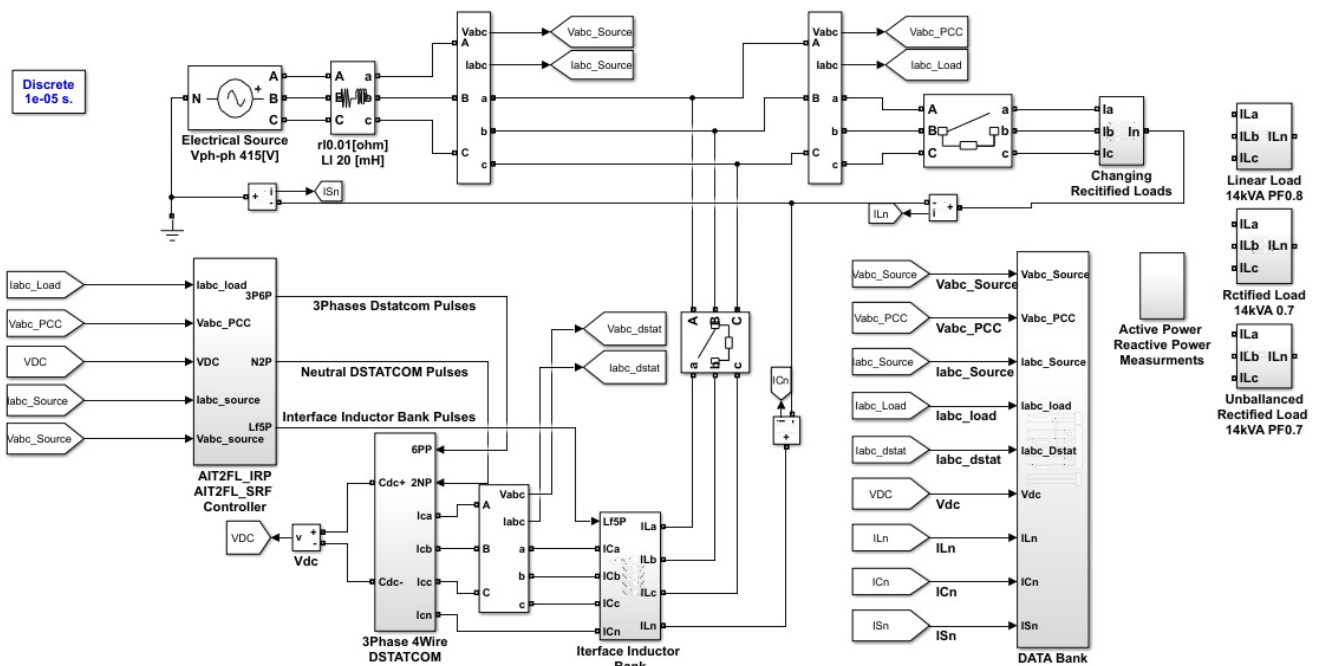 Discrete
1e-05 s.
N
A
B
C
Electrical Source
Vph-ph 415[V]
A
B
C
a
b
c
rl0.01[ohm]
Ll 20 [mH]
Vabc
A
Iabc
B
a
b
C
c
Vabc_Source
Iabc_Source
Vabc
A
Iabc
B
a
b
C
c
Vabc_PCC
Iabc_Load
A
B
C
a
b
c
Ia
Ib
Ic
In
Changing
Recitified Loads
ILa
ILb
ILn
ILc
Linear Load
14kVA PF0.8
ILa
ILb
ILn
ILc
Rctified Load
14kVA 0.7
ILa
ILb
ILn
ILc
Unballanced
Rectified Load
14kVA PF0.7
+
i
-
ISn
ILn
-
i
+
Iabc_Load
Vabc_PCC
VDC
Iabc_Source
Vabc_Source
Iabc_load
3P6P
Vabc_PCC
VDC
N2P
Iabc_source
Lf5P
Vabc_source
AIT2FL_IRP
AIT2FL_SRF
Controller
3Phases Dstatcom Pulses
Neutral DSTATCOM Pulses
Interface Inductor Bank Pulses
Vabc_dstat
Iabc_dstat
A
B
C
a
b
c
ICn
-
i
+
VDC
v
+
-
Vdc
6PP
Cdc+
2NP
Ica
Icb
Cdc-
Icc
Icn
3Phase 4Wire
DSTATCOM
Vabc
A
Iabc
B
a
b
C
c
Lf5P
ILa
ICa
ILb
ICb
ILc
ICc
ILn
ICn
Iterface Inductor
Bank
Vabc_Source
Vabc_PCC
Iabc_Source
Iabc_Load
Iabc_dstat
VDC
ILn
ICn
ISn
Vabc_Source
Vabc_PCC
Iabc_Source
Iabc_load
Iabc_dstat
Vdc
ILn
ICn
ISn
Vabc_Source
Vabc_PCC
Iabc_Source
Iabc_load
Iabc_Dstat
Vdc
ILn
ICn
ISn
DATA Bank
Active Power
Reactive Power
Measurments